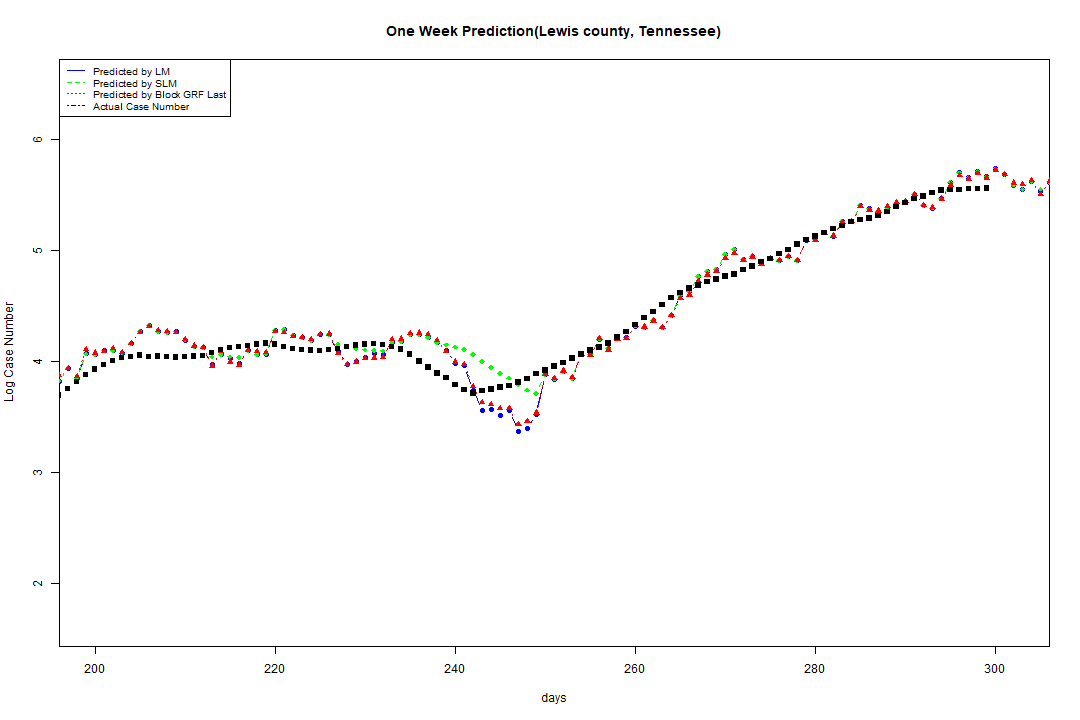 One Week Prediction(Lewis county, Tennessee)
Predicted by LM
Predicted by SLM
Predicted by Block GRF Last
Actual Case Number
Log Case Number
6
5
4
3
2
200 220 240 260 280 300
days